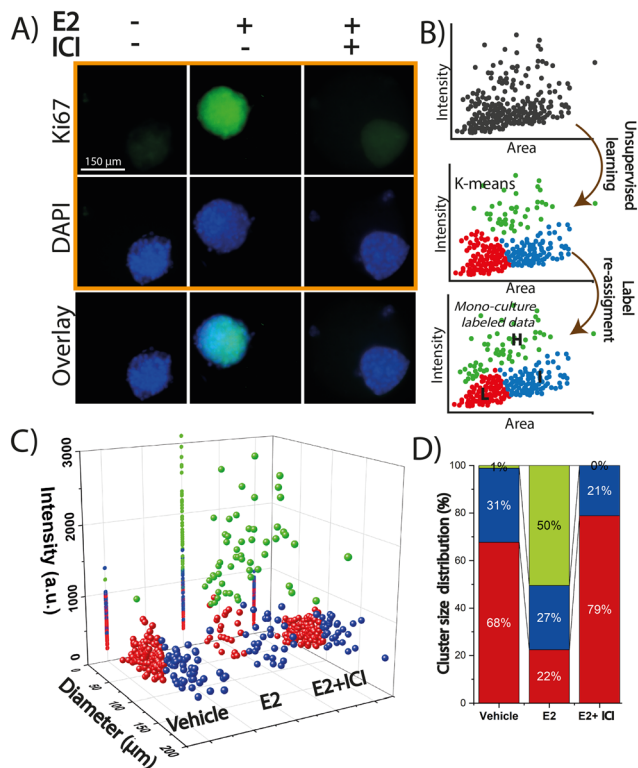 A)
E2 - + +
ICI - - +
Ki67
150 µm
DAPI
Overlay
B)
Intensity
Area
Unsupervised
learning
K-means
Intensity
Area
Label
re-assigment
Mono-culture
labeled data
H
I
L
Intensity
Area
C)
3000
2000
1000
0
Intensity (a.u.)
0
50
100
150
200
Diameter (µm)
Vehicle
E2
E2+ICI
D)
Cluster size distribution (%)
100
80
60
40
20
0
1%
31%
68%
50%
27%
22%
0%
21%
79%
Vehicle
E2
E2+ ICI